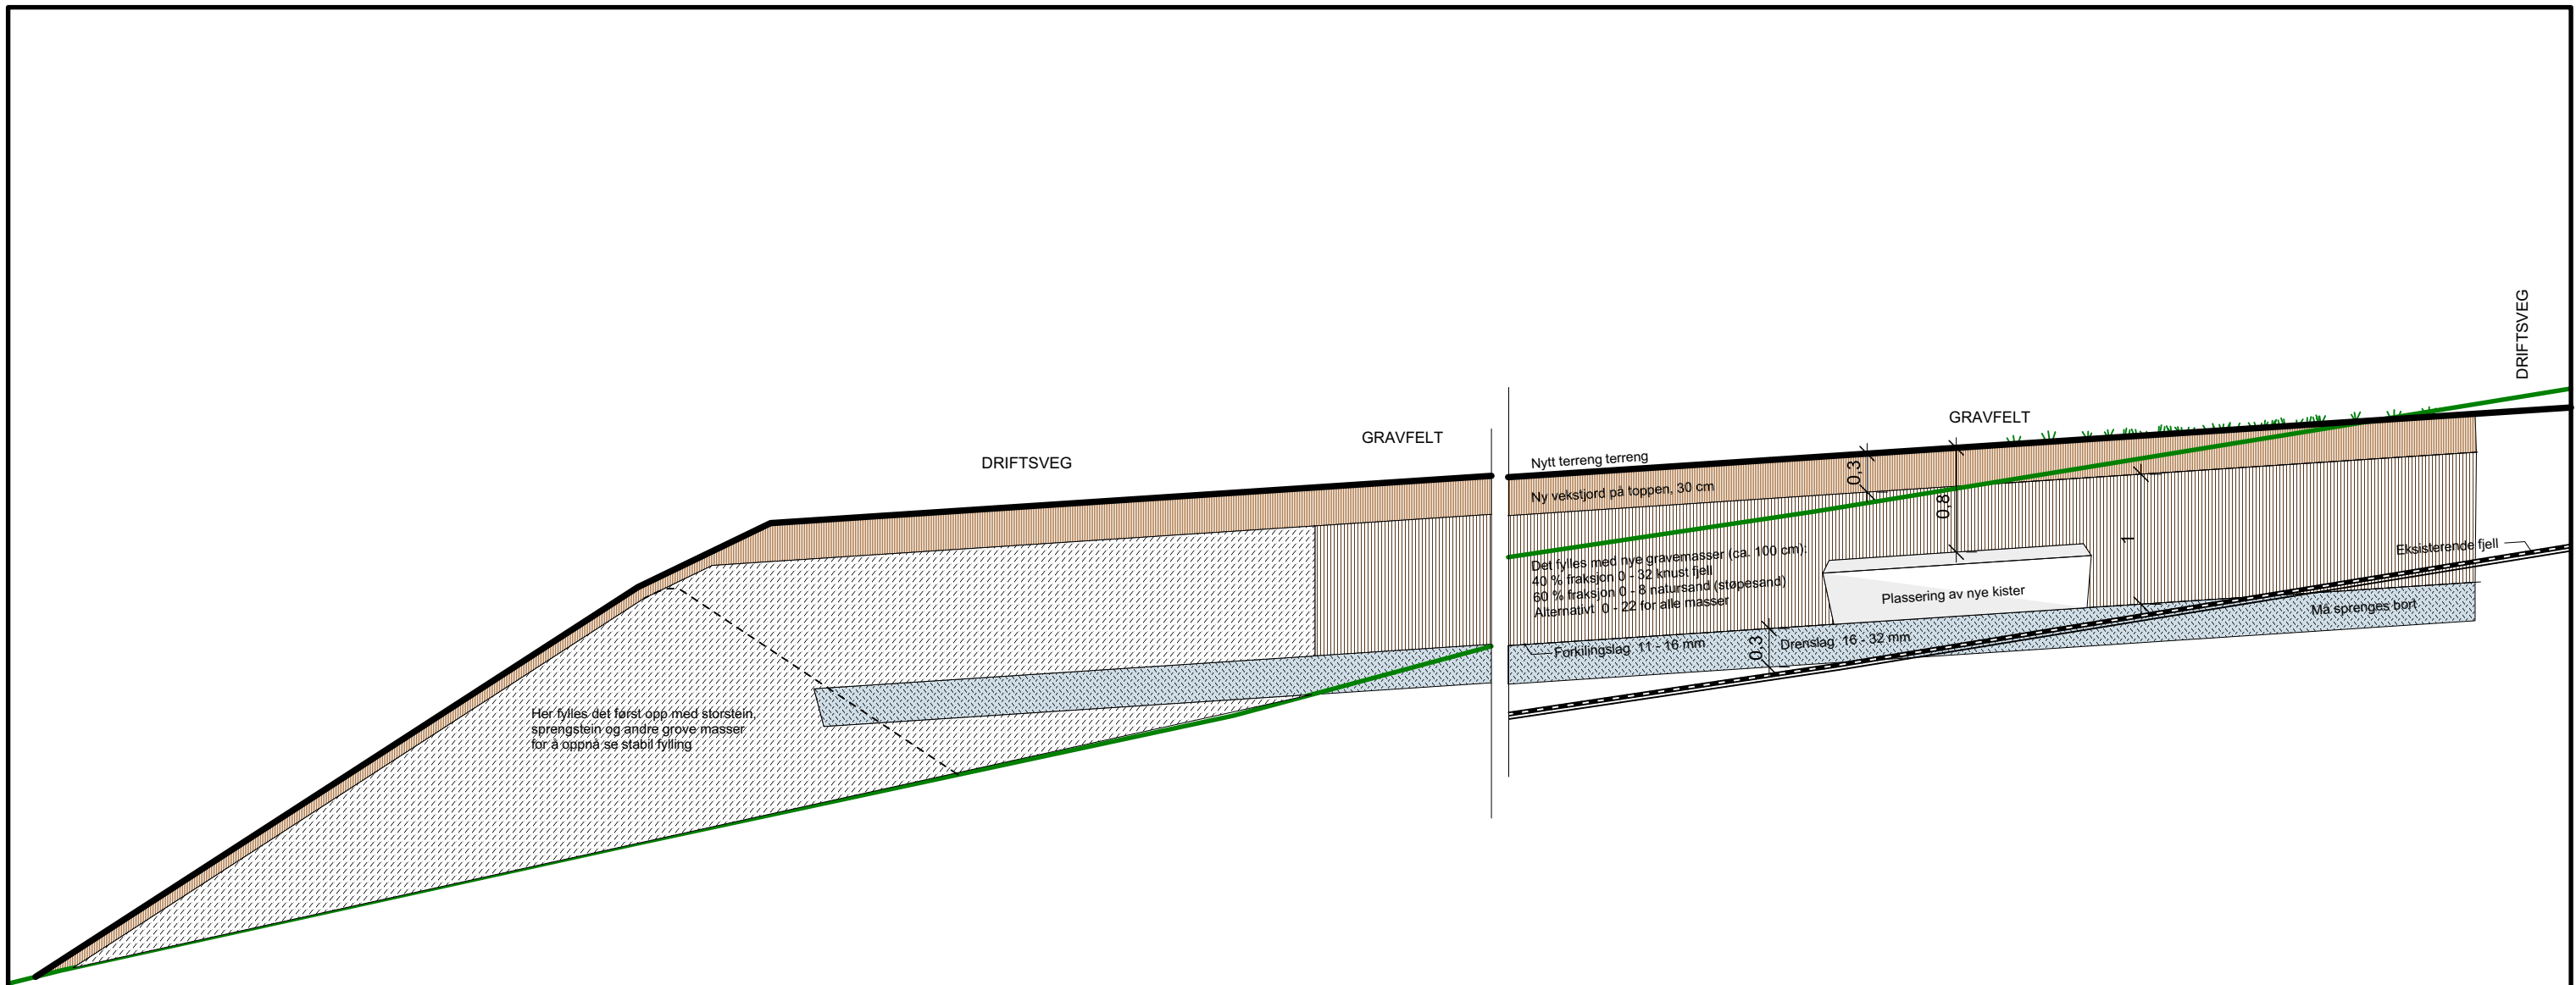 DRIFTSVEG
GRAVFELT
DRIFTSVEG
GRAVFELT
Nytt terreng terreng
Ny vekstjord på toppen, 30 cm
0,3
0,8
1
Det fylles med nye gravemasser (ca. 100 cm):
40 % fraksjon 0 - 32 knust fjell
60 % fraksjon 0 - 8 natursand (støpesand)
Alternativt  0 - 22 for alle masser
Eksisterende fjell
Plassering av nye kister
Må sprenges bort
Forkilingslag  11 - 16 mm
0,3
Drenslag  16 - 32 mm
Her fylles det først opp med storstein,
sprengstein og andre grove masser
for å oppnå se stabil fylling